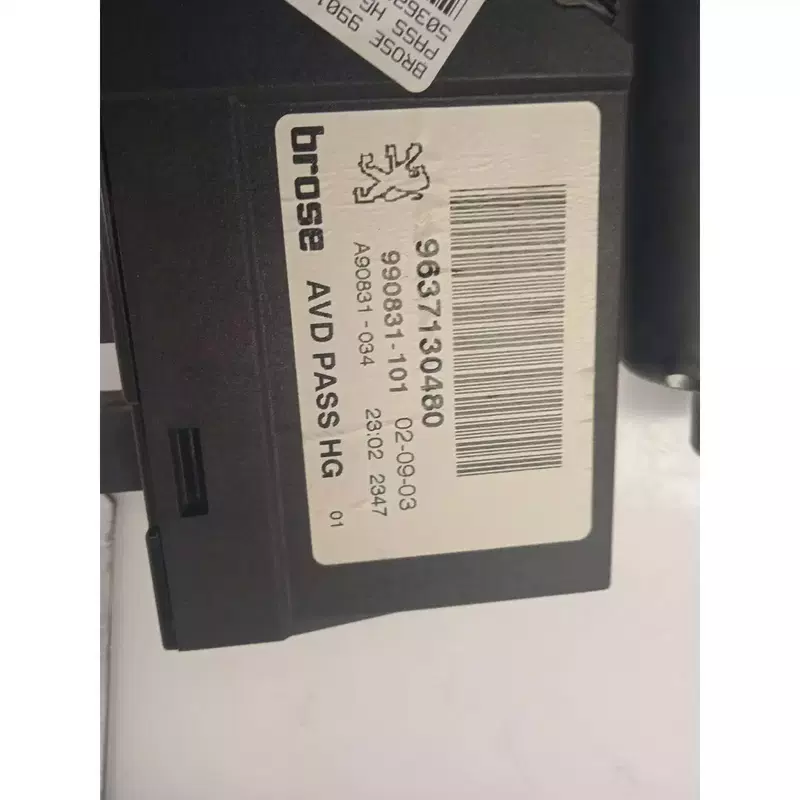 BROSE 9901
PASS HG
50362
9637130480
990831-101 02-09-03
A90831-034 23:02 2347
brose AVD PASS HG 01